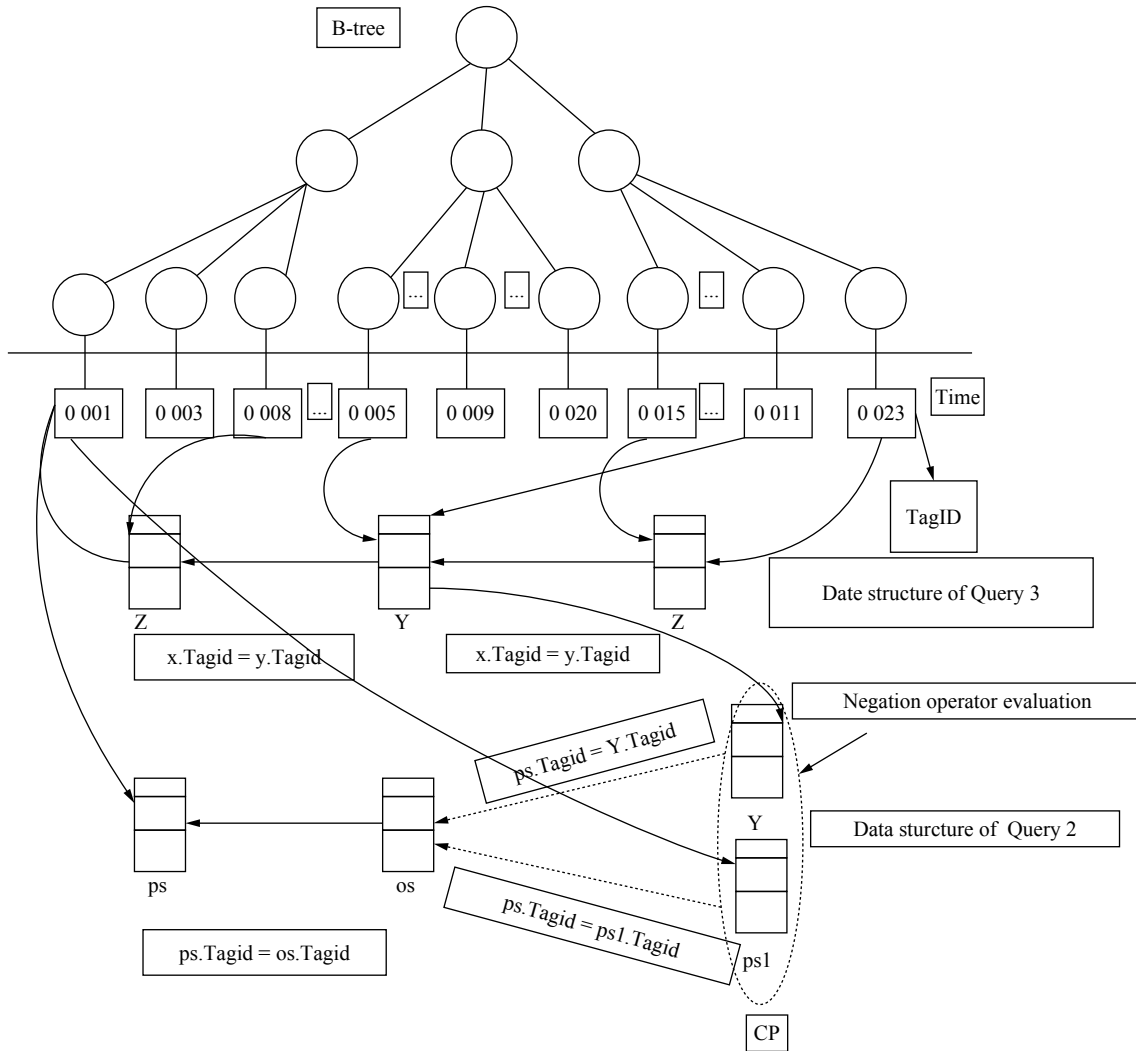 B-tree
... ... ...
0 001 0 003 0 008 ... 0 005 0 009 0 020 0 015 ... 0 011 0 023 Time
TagID
Date structure of Query 3
Z Y Z
x.Tagid = y.Tagid x.Tagid = y.Tagid
Negation operator evaluation
ps.Tagid = Y.Tagid
Y
Data sturcture of Query 2
ps os
ps.Tagid = ps1.Tagid
ps.Tagid = os.Tagid
ps1
CP